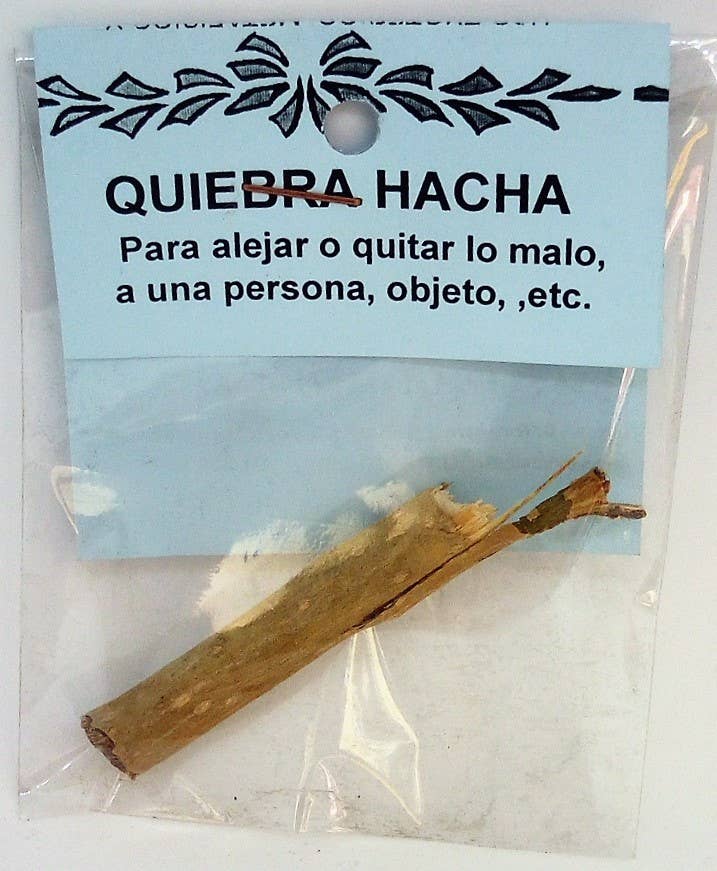 QUIEBRA HACHA
Para alejar o quitar lo malo,
a una persona, objeto, ,etc.